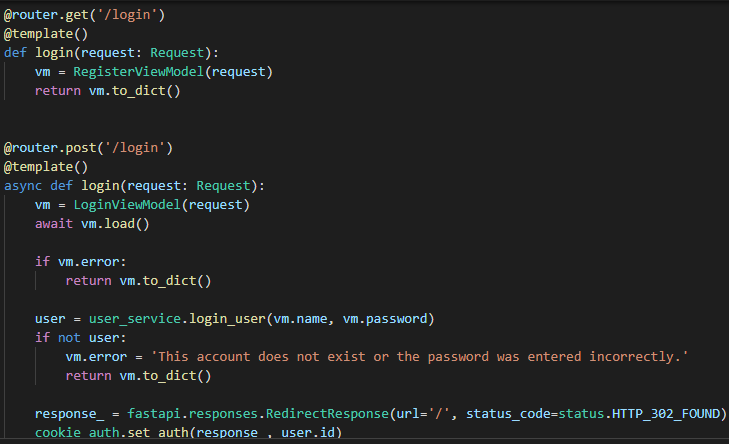 @router.get('/login')
@template()
def login(request: Request):
    vm = RegisterViewModel(request)
    return vm.to_dict()
@router.post('/login')
@template()
async def login(request: Request):
    vm = LoginViewModel(request)
    await vm.load()
    if vm.error:
        return vm.to_dict()
    user = user_service.login_user(vm.name, vm.password)
    if not user:
        vm.error = 'This account does not exist or the password was entered incorrectly.'
        return vm.to_dict()
    response_ = fastapi.responses.RedirectResponse(url='/', status_code=status.HTTP_302_FOUND)
    cookie_auth.set_auth(response_, user.id)